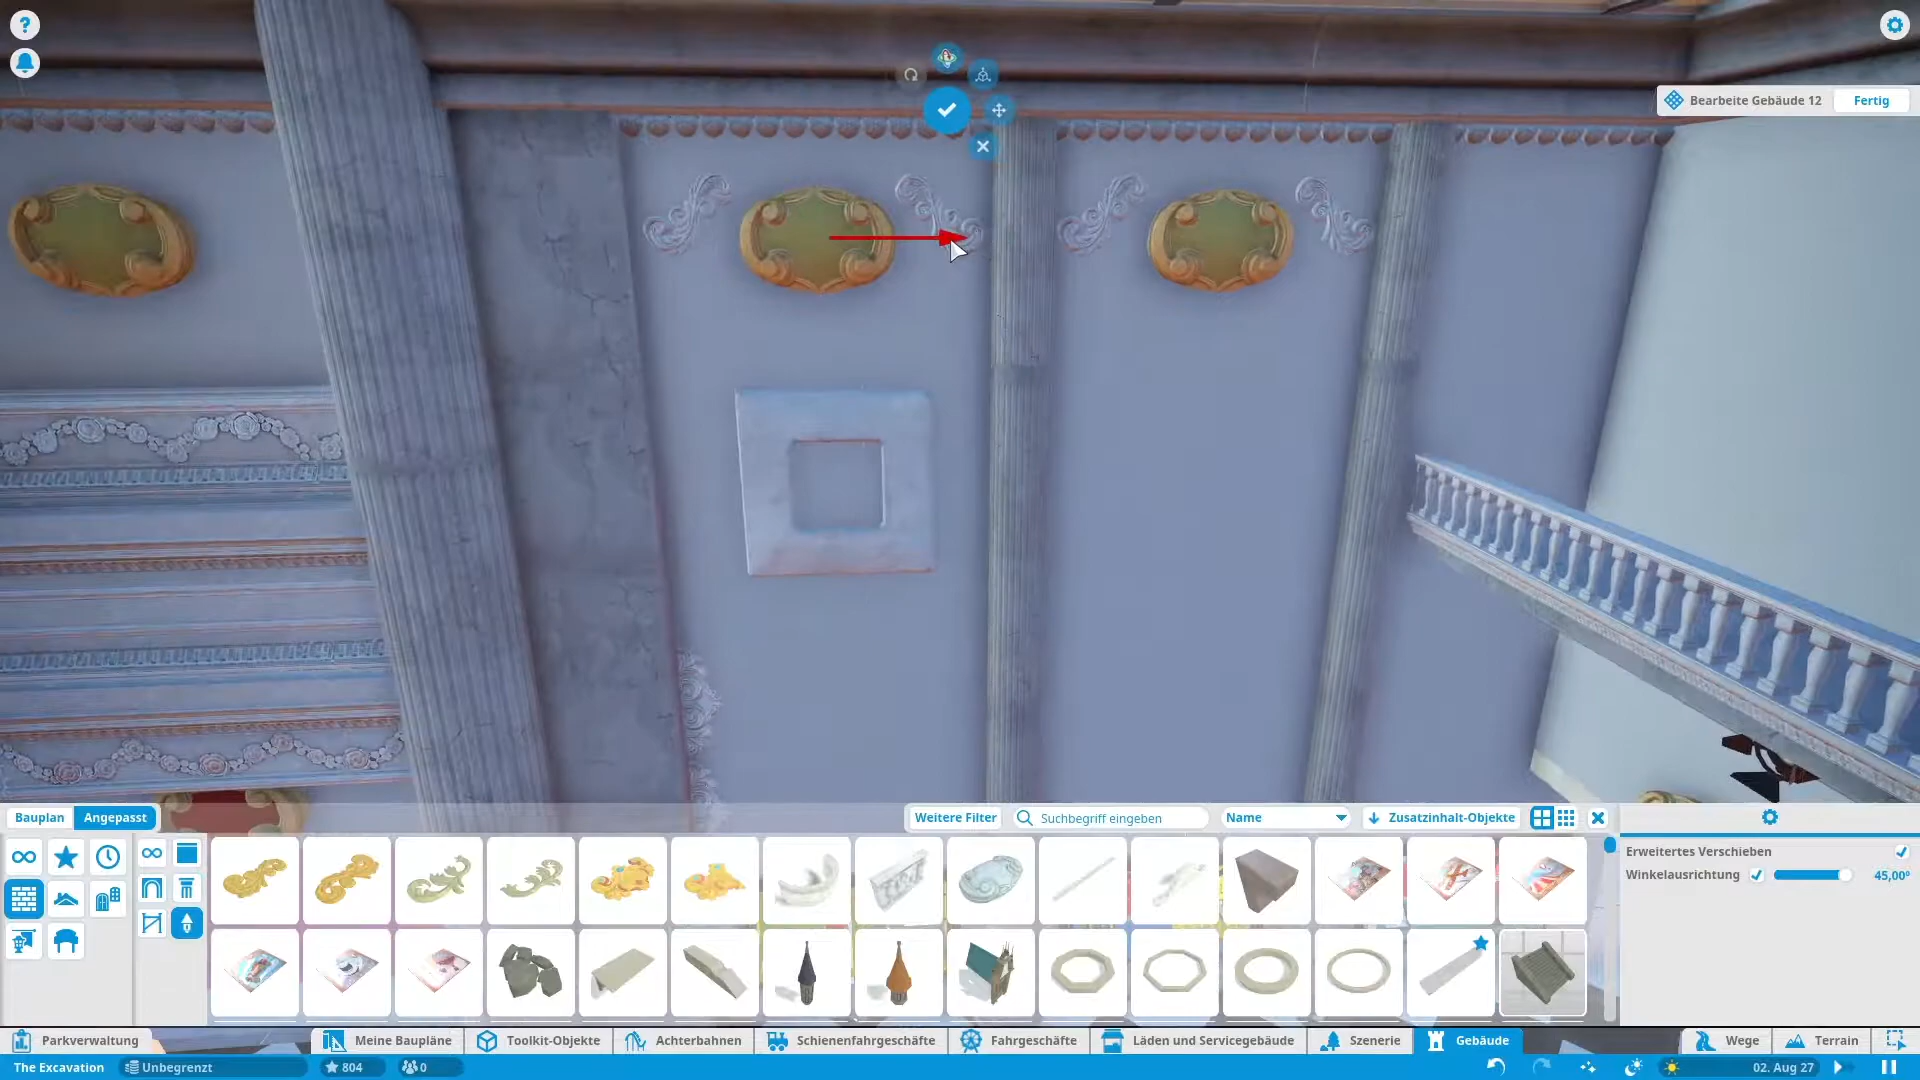 ?
Bearbeite Gebäude 12
Fertig
Bauplan
Angepasst
Weitere Filter
Suchbegriff eingeben
Name
Zusatzinhalt-Objekte
Erweitertes Verschieben
Winkelausrichtung
45,00°
Parkverwaltung
Meine Baupläne
Toolkit-Objekte
Achterbahnen
Schienenfahrgeschäfte
Fahrgeschäfte
Läden und Servicegebäude
Szenerie
Gebäude
Wege
Terrain
The Excavation
Unbegrenzt
804
0
02. Aug 27